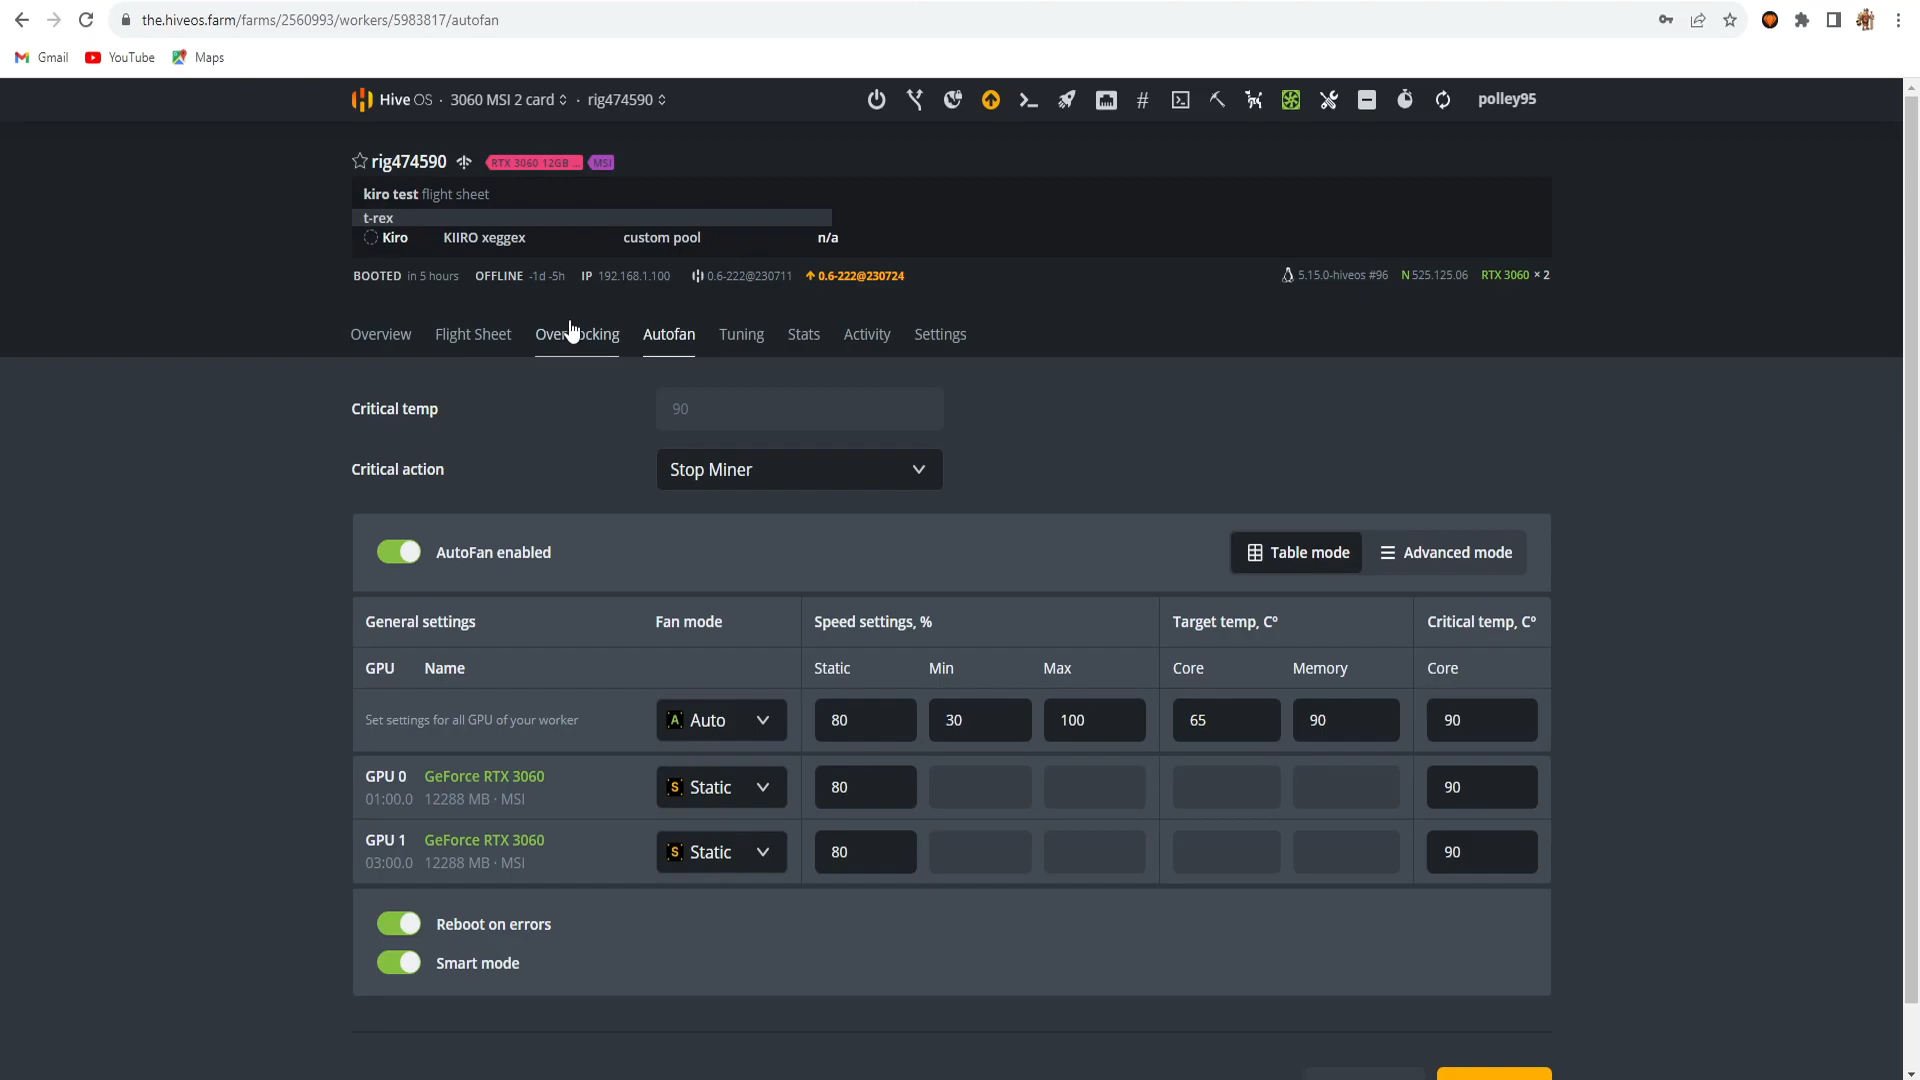 the.hiveos.farm/farms/2560993/workers/5983817/autofan
Gmail YouTube Maps
Hive OS · 3060 MSI 2 card · rig474590 polley95
rig474590 RTX 3060 12GB ... MSI
kiro test flight sheet
t-rex
Kiro KIIRO xeggex custom pool n/a
BOOTED in 5 hours OFFLINE -1d -5h IP 192.168.1.100 0.6-222@230711 0.6-222@230724 5.15.0-hiveos #96 N 525.125.06 RTX 3060 × 2
Overview Flight Sheet Over ocking Autofan Tuning Stats Activity Settings
Critical temp 90
Critical action Stop Miner
AutoFan enabled Table mode Advanced mode
General settings Fan mode Speed settings, % Target temp, C° Critical temp, C°
GPU Name Static Min Max Core Memory Core
Set settings for all GPU of your worker A Auto 80 30 100 65 90 90
GPU 0 GeForce RTX 3060 S Static 80 90
01:00.0 12288 MB · MSI
GPU 1 GeForce RTX 3060 S Static 80 90
03:00.0 12288 MB · MSI
Reboot on errors
Smart mode